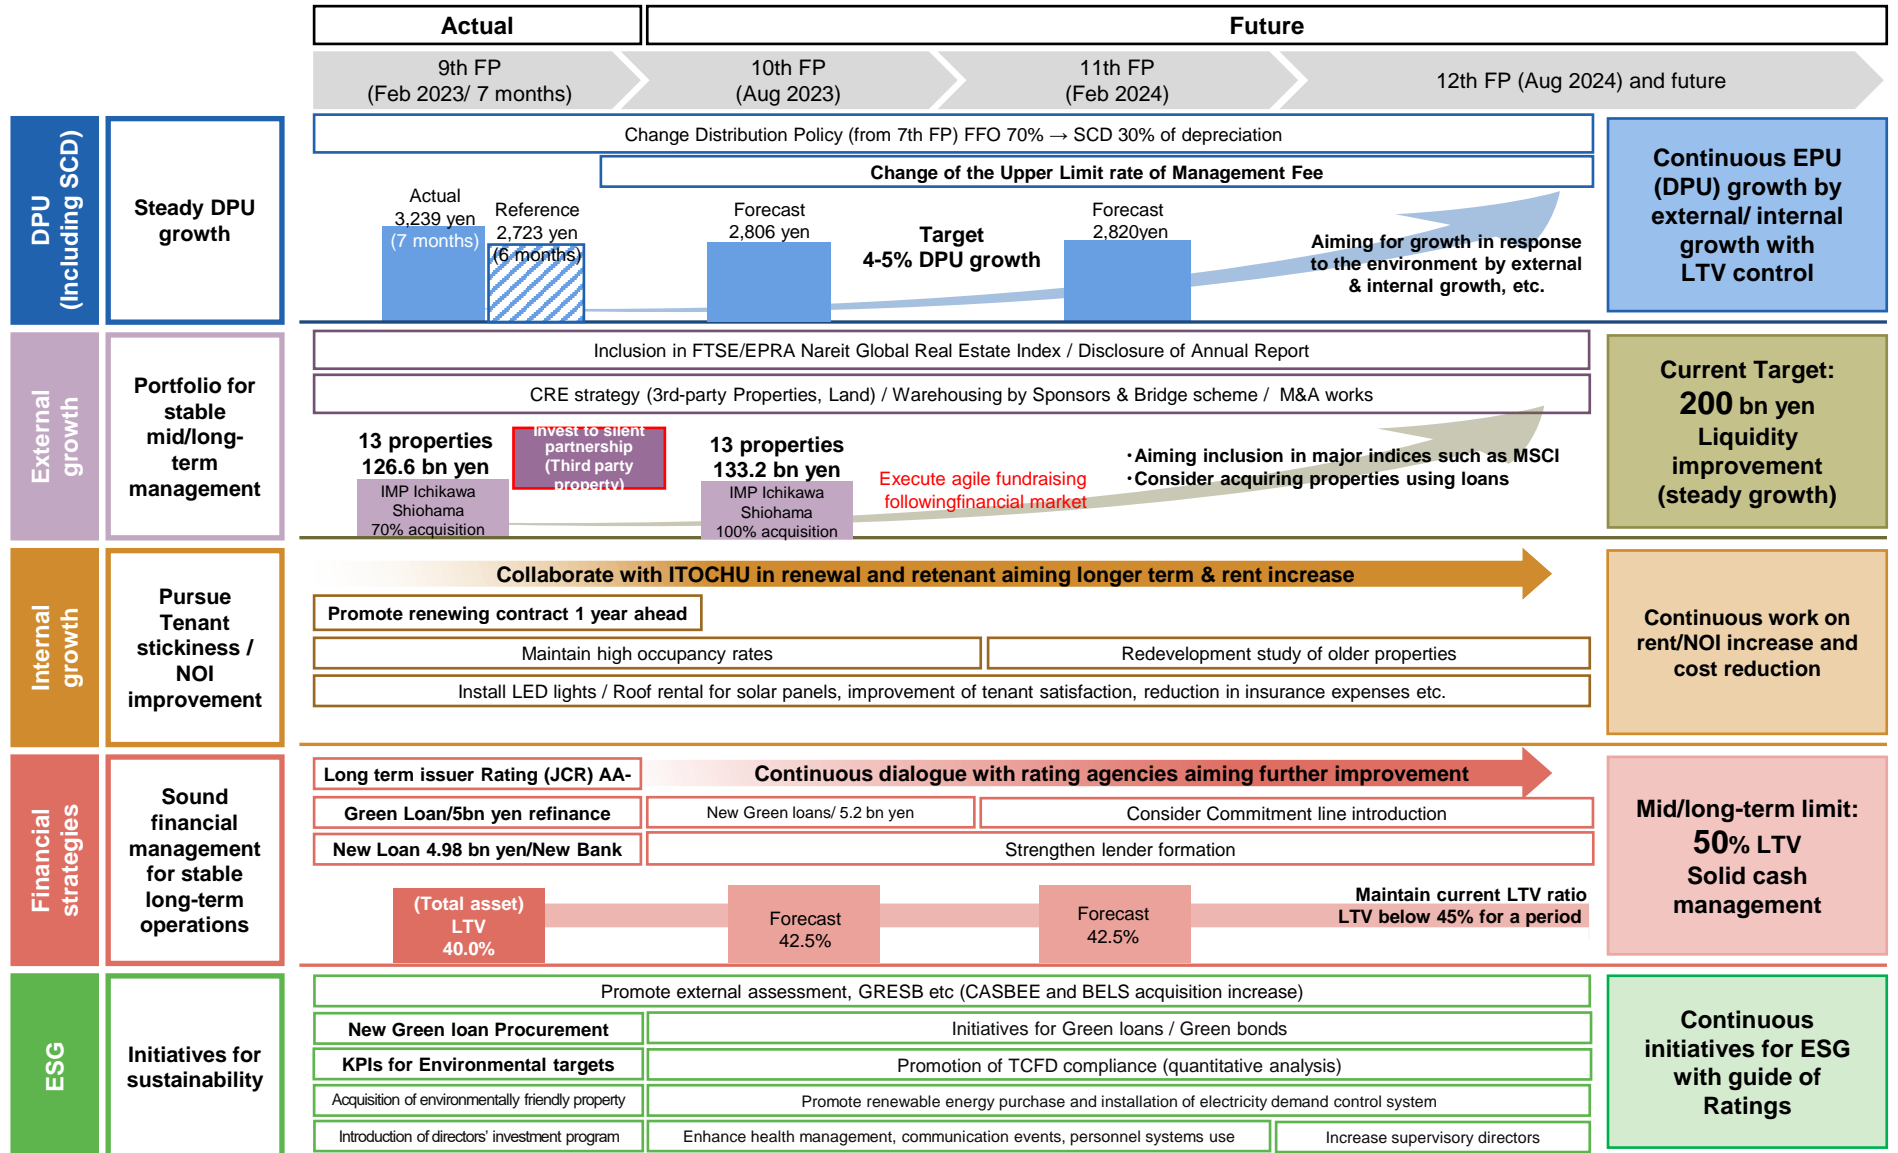 Actual
Future
9th FP
(Feb 2023/ 7 months)
10th FP
(Aug 2023)
11th FP
(Feb 2024)
12th FP (Aug 2024) and future
DPU
(Including SCD)
Steady DPU
growth
Change Distribution Policy (from 7th FP) FFO 70% → SCD 30% of depreciation
Change of the Upper Limit rate of Management Fee
Actual
3,239 yen
(7 months)
Reference
2,723 yen
(6 months)
Forecast
2,806 yen
Target
4-5% DPU growth
Forecast
2,820yen
Aiming for growth in response
to the environment by external
& internal growth, etc.
Continuous EPU
(DPU) growth by
external/ internal
growth with
LTV control
External
growth
Portfolio for
stable
mid/long-
term
management
Inclusion in FTSE/EPRA Nareit Global Real Estate Index / Disclosure of Annual Report
CRE strategy (3rd-party Properties, Land) / Warehousing by Sponsors & Bridge scheme / M&A works
13 properties
126.6 bn yen
IMP Ichikawa
Shiohama
70% acquisition
Invest to silent
partnership
(Third party
property)
13 properties
133.2 bn yen
IMP Ichikawa
Shiohama
100% acquisition
Execute agile fundraising
followingfinancial market
・Aiming inclusion in major indices such as MSCI
・Consider acquiring properties using loans
Current Target:
200 bn yen
Liquidity
improvement
(steady growth)
Internal
growth
Pursue
Tenant
stickiness /
NOI
improvement
Collaborate with ITOCHU in renewal and retenant aiming longer term & rent increase
Promote renewing contract 1 year ahead
Maintain high occupancy rates
Redevelopment study of older properties
Install LED lights / Roof rental for solar panels, improvement of tenant satisfaction, reduction in insurance expenses etc.
Continuous work on
rent/NOI increase and
cost reduction
Financial
strategies
Sound
financial
management
for stable
long-term
operations
Long term issuer Rating (JCR) AA-
Continuous dialogue with rating agencies aiming further improvement
Green Loan/5bn yen refinance
New Green loans/ 5.2 bn yen
Consider Commitment line introduction
New Loan 4.98 bn yen/New Bank
Strengthen lender formation
(Total asset)
LTV
40.0%
Forecast
42.5%
Forecast
42.5%
Maintain current LTV ratio
LTV below 45% for a period
Mid/long-term limit:
50% LTV
Solid cash
management
ESG
Initiatives for
sustainability
Promote external assessment, GRESB etc (CASBEE and BELS acquisition increase)
New Green loan Procurement
Initiatives for Green loans / Green bonds
KPIs for Environmental targets
Promotion of TCFD compliance (quantitative analysis)
Acquisition of environmentally friendly property
Promote renewable energy purchase and installation of electricity demand control system
Introduction of directors' investment program
Enhance health management, communication events, personnel systems use
Increase supervisory directors
Continuous
initiatives for ESG
with guide of
Ratings